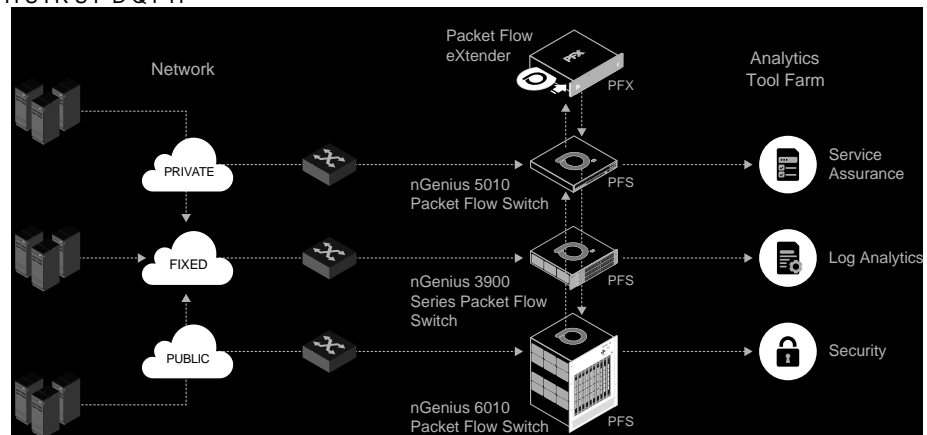 Packet Flow
eXtender
Network
Analytics
Tool Farm
PFX
PFX
PRIVATE
Service
Assurance
nGenius 5010
Packet Flow Switch
PFS
FIXED
Log Analytics
nGenius 3900
Series Packet Flow
Switch
PFS
PUBLIC
Security
nGenius 6010
Packet Flow Switch
PFS